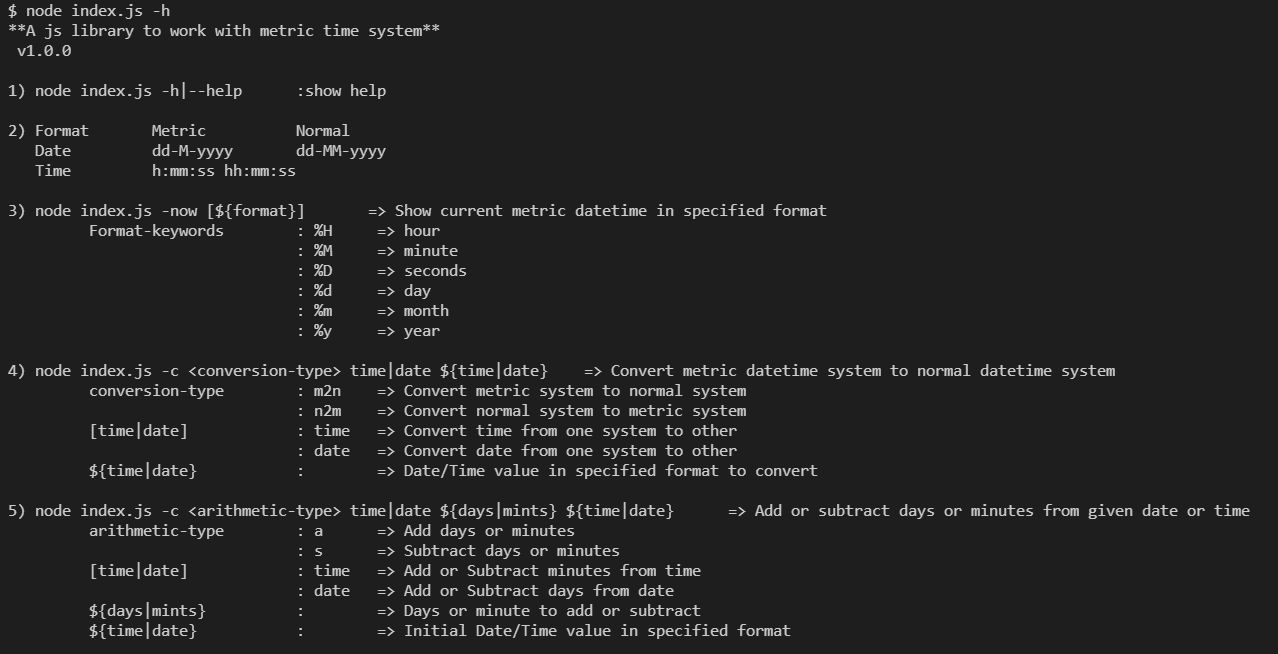 $ node index.js -h
**A js library to work with metric time system**
 v1.0.0

1) node index.js -h|--help      :show help

2) Format       Metric          Normal
   Date         dd-M-yyyy       dd-MM-yyyy
   Time         h:mm:ss hh:mm:ss

3) node index.js -now [${format}]       => Show current metric datetime in specified format
         Format-keywords        : %H     => hour
                                : %M     => minute
                                : %D     => seconds
                                : %d     => day
                                : %m     => month
                                : %y     => year

4) node index.js -c <conversion-type> time|date ${time|date}    => Convert metric datetime system to normal datetime system
         conversion-type        : m2n    => Convert metric system to normal system
                                : n2m    => Convert normal system to metric system
         [time|date]            : time   => Convert time from one system to other
                                : date   => Convert date from one system to other
         ${time|date}           :        => Date/Time value in specified format to convert

5) node index.js -c <arithmetic-type> time|date ${days|mints} ${time|date}      => Add or subtract days or minutes from given date or time
         arithmetic-type        : a      => Add days or minutes
                                : s      => Subtract days or minutes
         [time|date]            : time   => Add or Subtract minutes from time
                                : date   => Add or Subtract days from date
         ${days|mints}          :        => Days or minute to add or subtract
         ${time|date}           :        => Initial Date/Time value in specified format